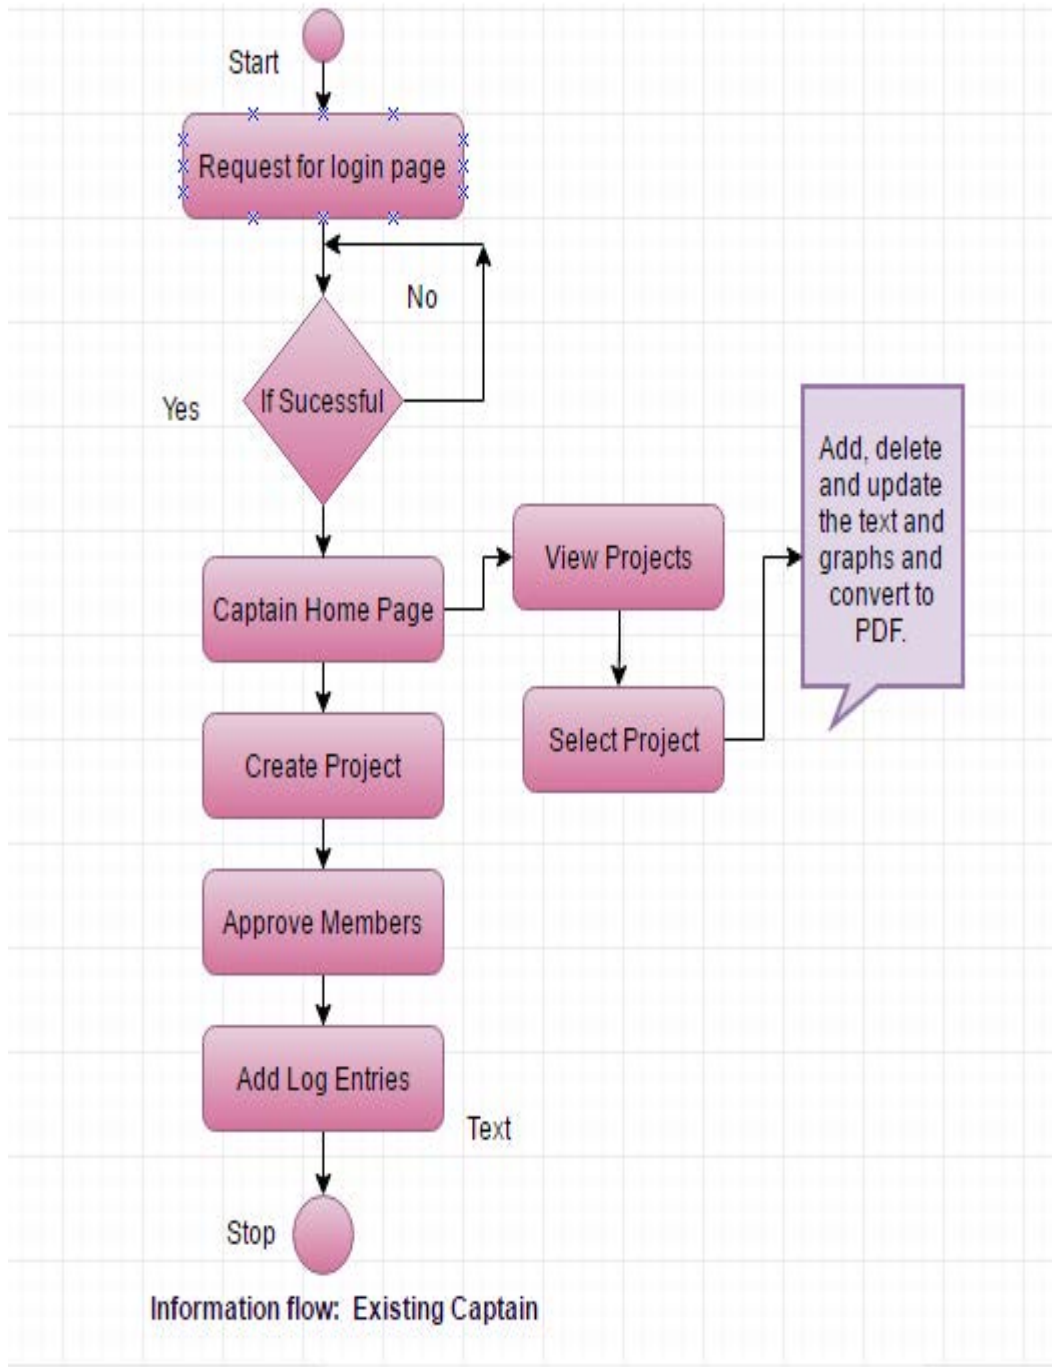 Start
Request for login page
No
If Sucessful
Yes
Captain Home Page
View Projects
Select Project
Add, delete
and update
the text and
graphs and
convert to
PDF.
Create Project
Approve Members
Add Log Entries
Text
Stop
Information flow: Existing Captain